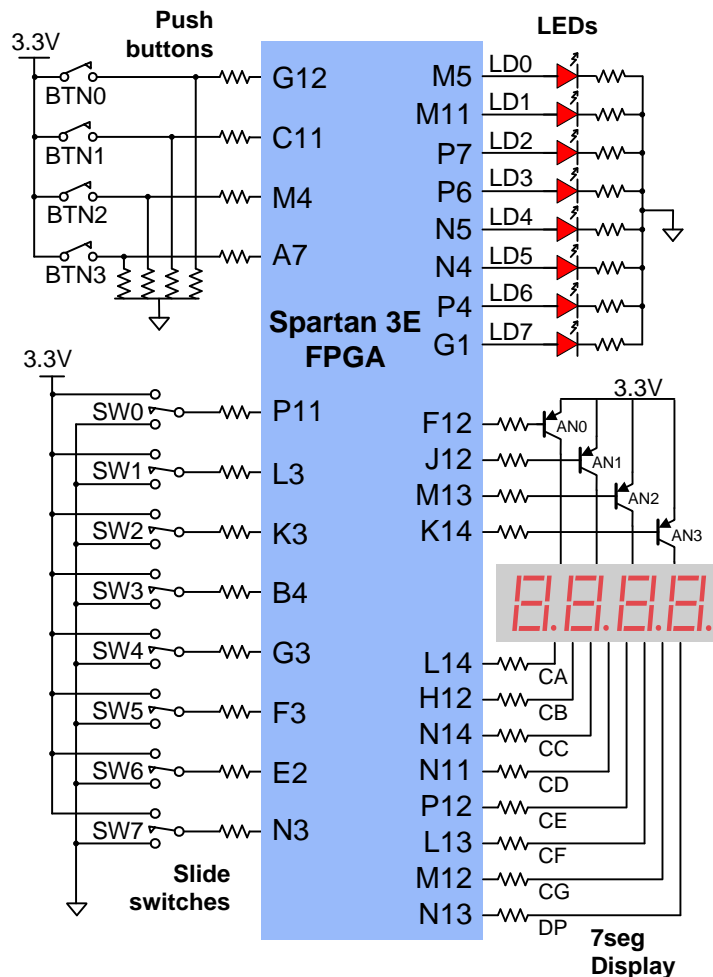 Push
buttons
3.3V
BTN0
BTN1
BTN2
BTN3
G12
C11
M4
A7
Spartan 3E
FPGA
LEDs
M5 LD0
M11 LD1
P7 LD2
P6 LD3
N5 LD4
N4 LD5
P4 LD6
G1 LD7
3.3V
SW0 P11
SW1 L3
SW2 K3
SW3 B4
SW4 G3
SW5 F3
SW6 E2
SW7 N3
Slide
switches
3.3V
F12 AN0
J12 AN1
M13 AN2
K14 AN3
8.8.8.8.
L14 CA
H12 CB
N14 CC
N11 CD
P12 CE
L13 CF
M12 CG
N13 DP
7seg
Display